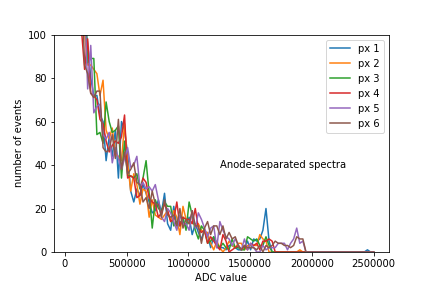 100
80
60
40
20
0
number of events
px 1
px 2
px 3
px 4
px 5
px 6
Anode-separated spectra
0 500000 1000000 1500000 2000000 2500000
ADC value